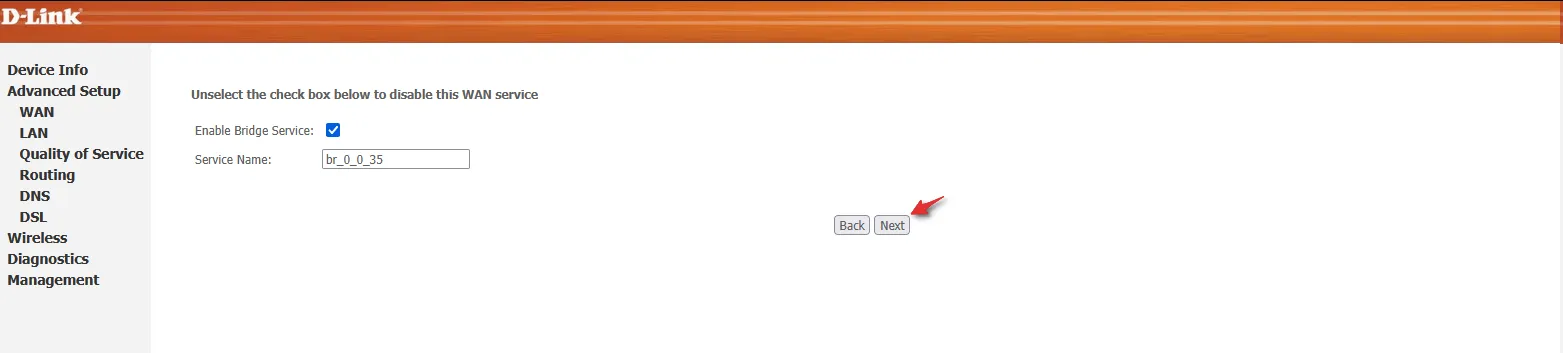 D-Link
Device Info
Advanced Setup
WAN
LAN
Quality of Service
Routing
DNS
DSL
Wireless
Diagnostics
Management
Unselect the check box below to disable this WAN service
Enable Bridge Service:
Service Name: br_0_0_35
Back Next